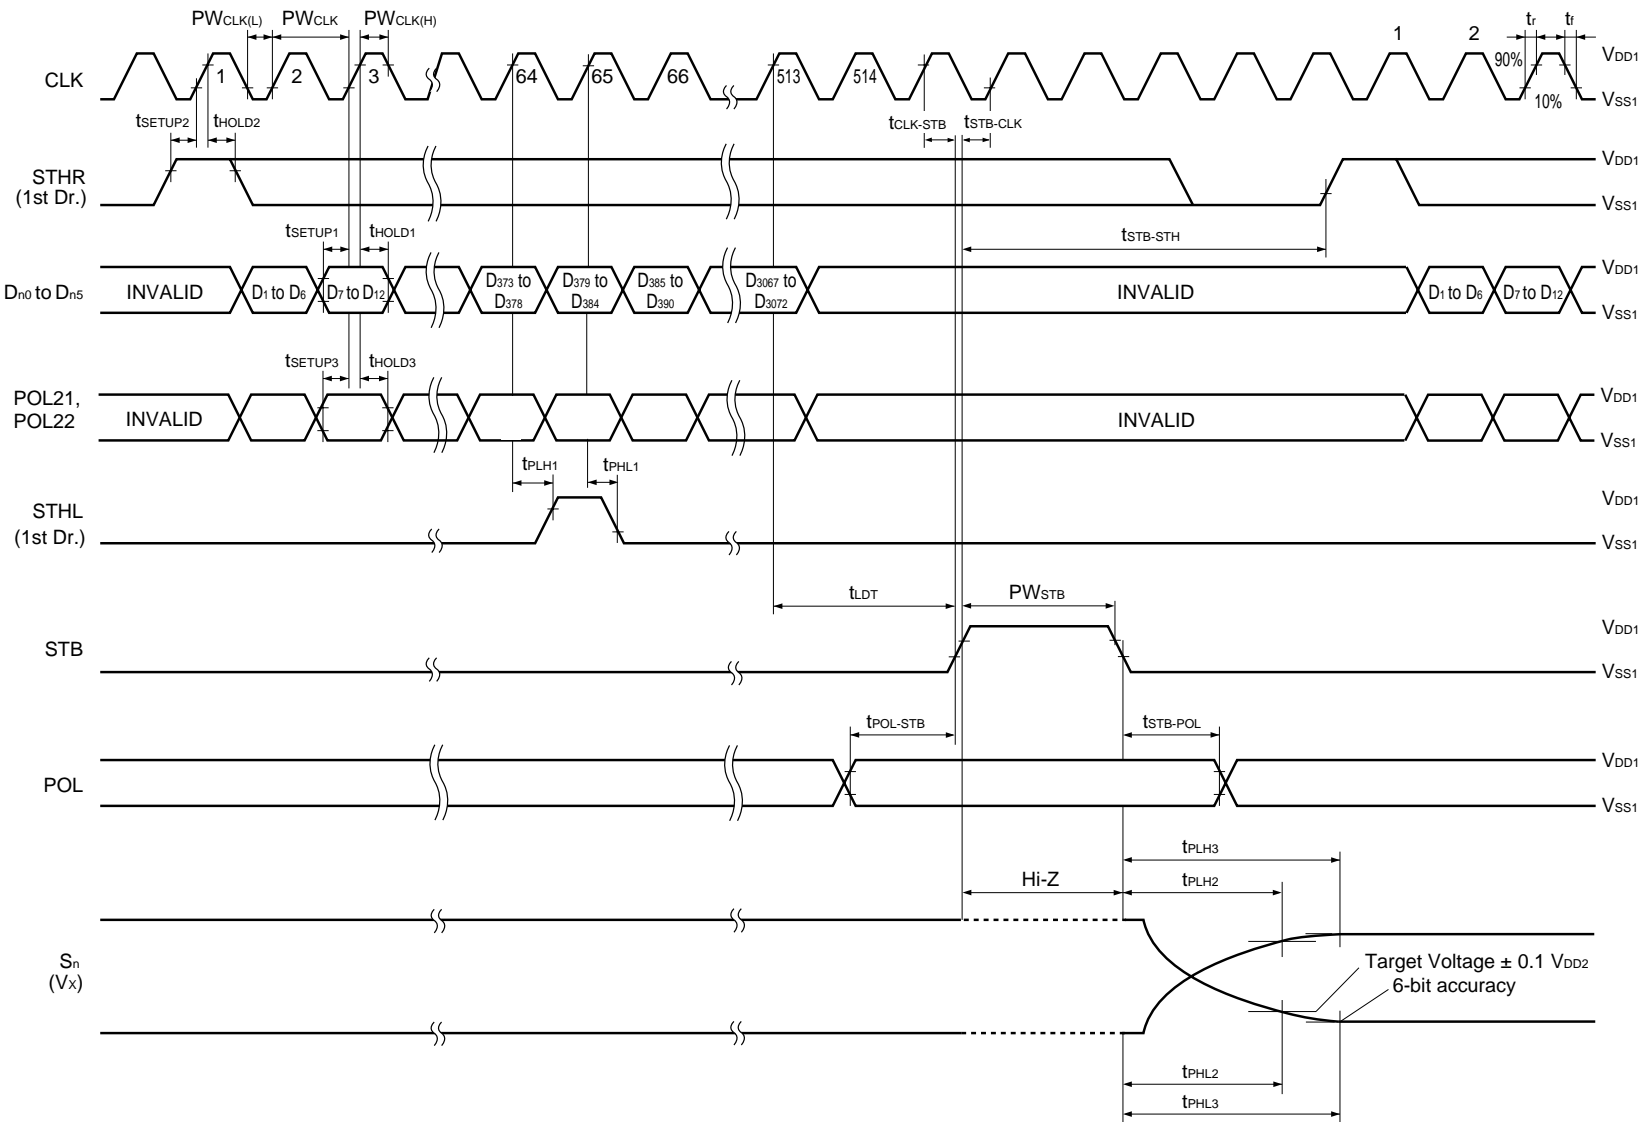 PWCLK(L) PWCLK PWCLK(H) 1 2 tr tf
CLK 1 2 3 64 65 66 513 514 90% 10% VDD1
VSS1
tSETUP2 tHOLD2 tCLK-STB tSTB-CLK
STHR
(1st Dr.)
VDD1
VSS1
tSETUP1 tHOLD1 tSTB-STH
Dn0 to Dn5 INVALID D1 to D6 D7 to D12 D373 to D378 D379 to D384 D385 to D390 D3067 to D3072 INVALID D1 to D6 D7 to D12
VDD1
VSS1
tSETUP3 tHOLD3
POL21,
POL22
INVALID INVALID
VDD1
VSS1
tPLH1 tPHL1
STHL
(1st Dr.)
VDD1
VSS1
tLDT PWSTB
STB
VDD1
VSS1
tPOL-STB tSTB-POL
POL
VDD1
VSS1
tPLH3
Hi-Z tPLH2
Sn
(VX)
Target Voltage ± 0.1 VDD2
6-bit accuracy
tPHL2
tPHL3